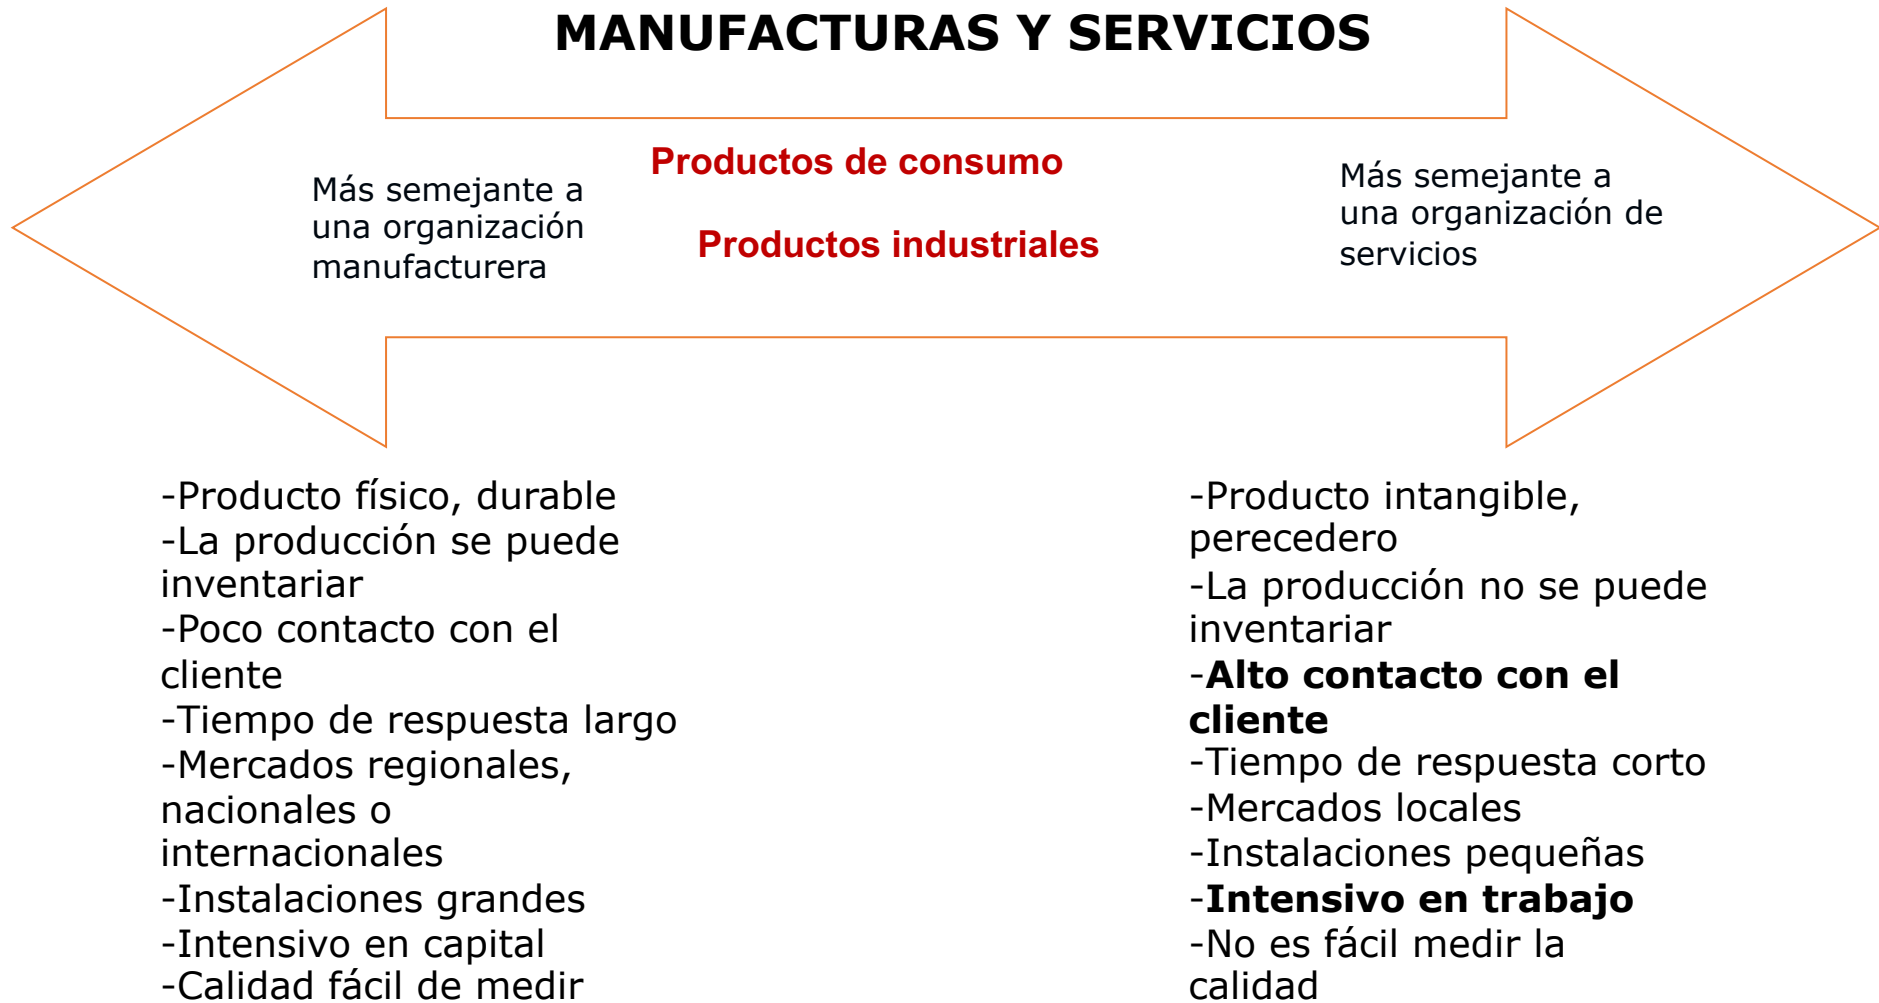 MANUFACTURAS Y SERVICIOS
Más semejante a
una organización
manufacturera
Productos de consumo
Productos industriales
Más semejante a
una organización de
servicios
-Producto físico, durable
-La producción se puede
inventariar
-Poco contacto con el
cliente
-Tiempo de respuesta largo
-Mercados regionales,
nacionales o
internacionales
-Instalaciones grandes
-Intensivo en capital
-Calidad fácil de medir
-Producto intangible,
perecedero
-La producción no se puede
inventariar
-Alto contacto con el
cliente
-Tiempo de respuesta corto
-Mercados locales
-Instalaciones pequeñas
-Intensivo en trabajo
-No es fácil medir la
calidad